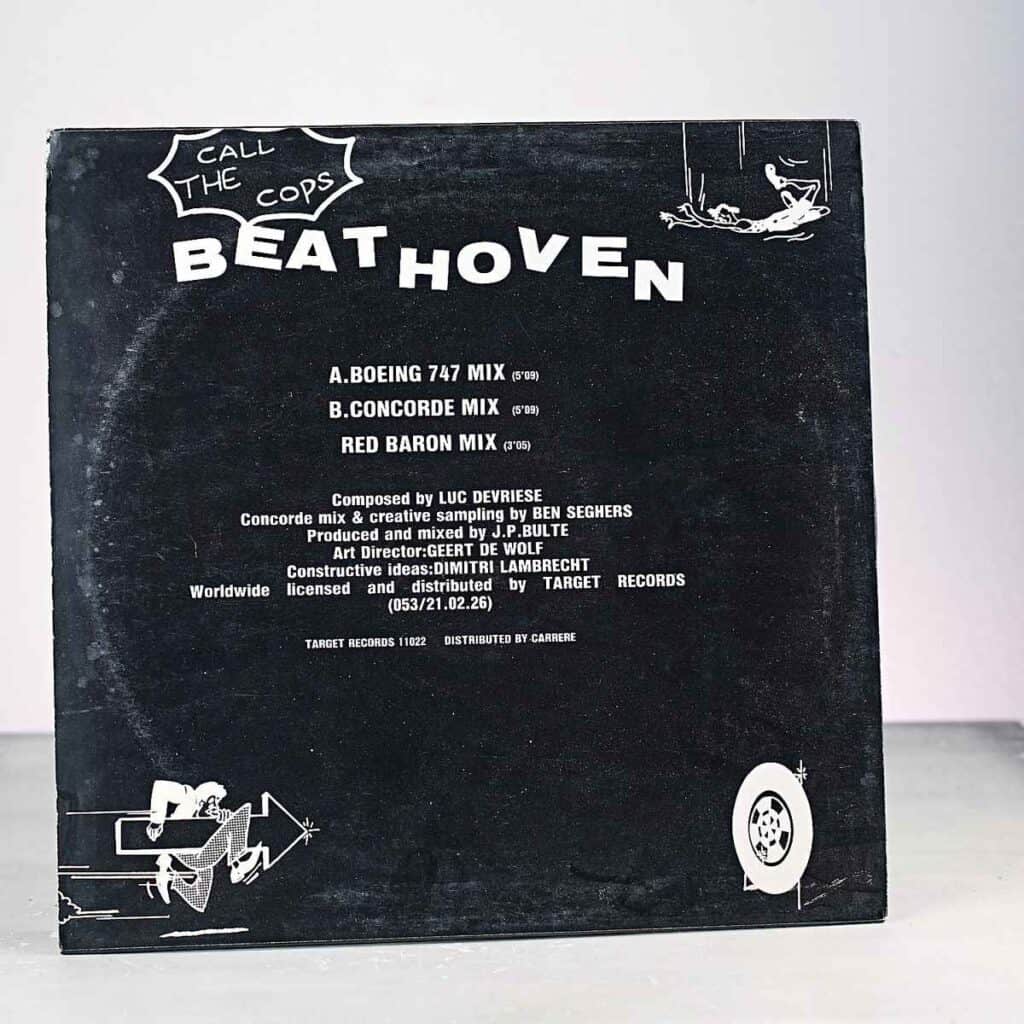 CALL
THE COPS
BEATHOVEN
A.BOEING 747 MIX (5'09)
B.CONCORDE MIX (5'09)
RED BARON MIX (3'05)
Composed by LUC DEVRIESE
Concorde mix & creative sampling by BEN SEGHERS
Produced and mixed by J.P.BULTE
Art Director:GEERT DE WOLF
Constructive ideas:DIMITRI LAMBRECHT
Worldwide licensed and distributed by TARGET RECORDS
(053/21.02.26)
TARGET RECORDS 11022 DISTRIBUTED BY CARRERE